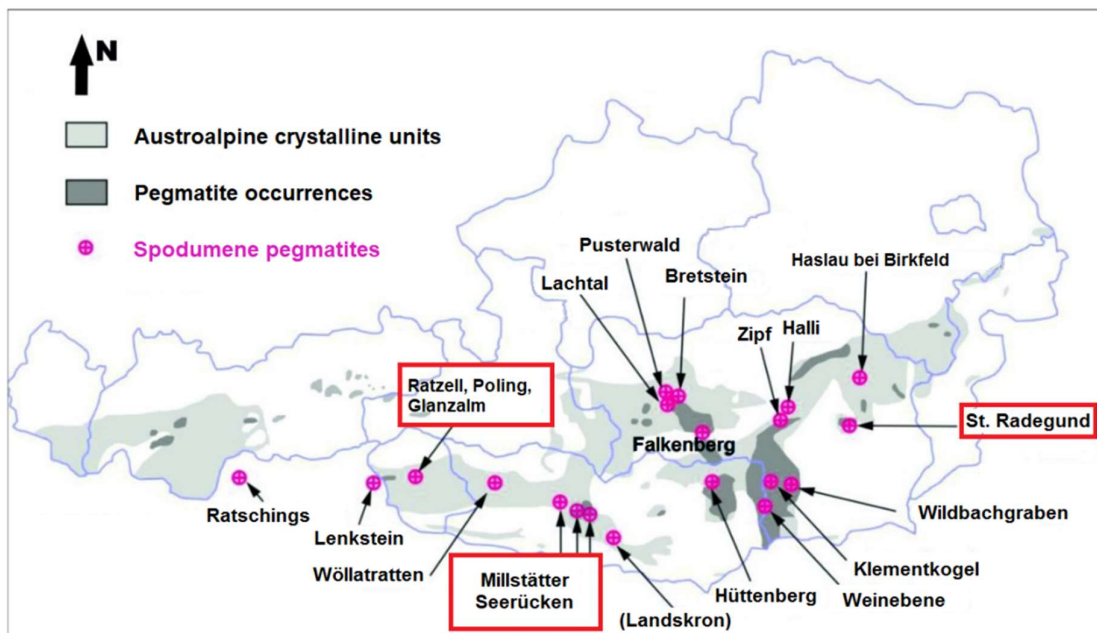 N
Austroalpine crystalline units
Pegmatite occurrences
Spodumene pegmatites
Pusterwald
Bretstein
Haslau bei Birkfeld
Lachtal
Zipf
Halli
Ratzell, Poling,
Glanzalm
St. Radegund
Falkenberg
Ratschings
Lenkstein
Wöllatratten
Millstätter
Seerücken
(Landskron)
Hüttenberg
Weinebene
Klementkogel
Wildbachgraben